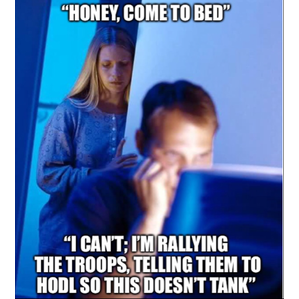 “HONEY, COME TO BED”
“I CAN’T; I’M RALLYING
THE TROOPS, TELLING THEM TO
HODL SO THIS DOESN’T TANK”